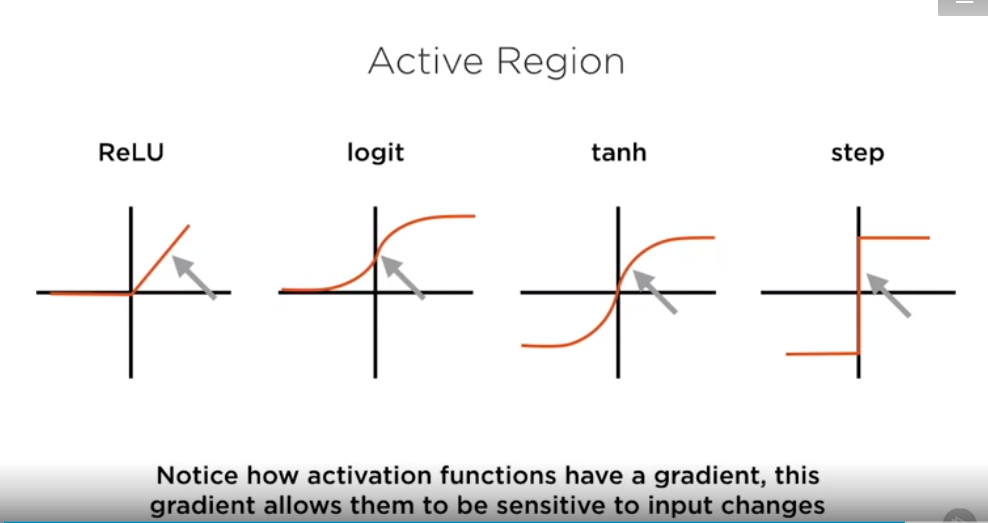 Active Region
ReLU
logit
tanh
step
Notice how activation functions have a gradient, this
gradient allows them to be sensitive to input changes